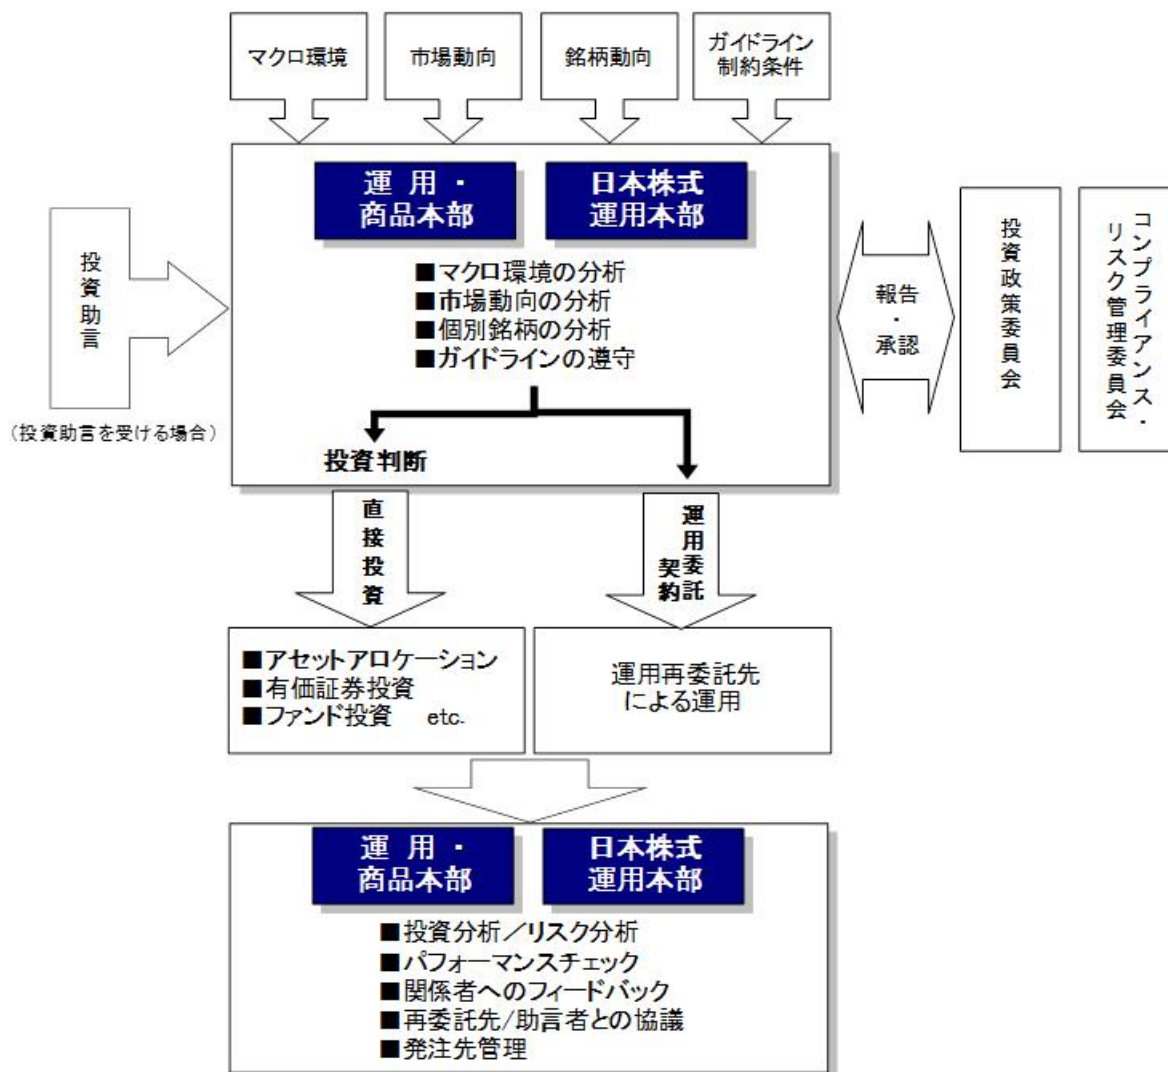 マクロ環境
市場動向
銘柄動向
ガイドライン
制約条件
運 用 ・
商品本部
日本株式
運用本部
■マクロ環境の分析
■市場動向の分析
■個別銘柄の分析
■ガイドラインの遵守
投資助言
(投資助言を受ける場合)
報告
・
承認
投資政策委員会
コンプライアンス・
リスク管理委員会
投資判断
直接投資
運用委託
契約
■アセットアロケーション
■有価証券投資
■ファンド投資 etc.
運用再委託先
による運用
運 用 ・
商品本部
日本株式
運用本部
■投資分析／リスク分析
■パフォーマンスチェック
■関係者へのフィードバック
■再委託先/助言者との協議
■発注先管理